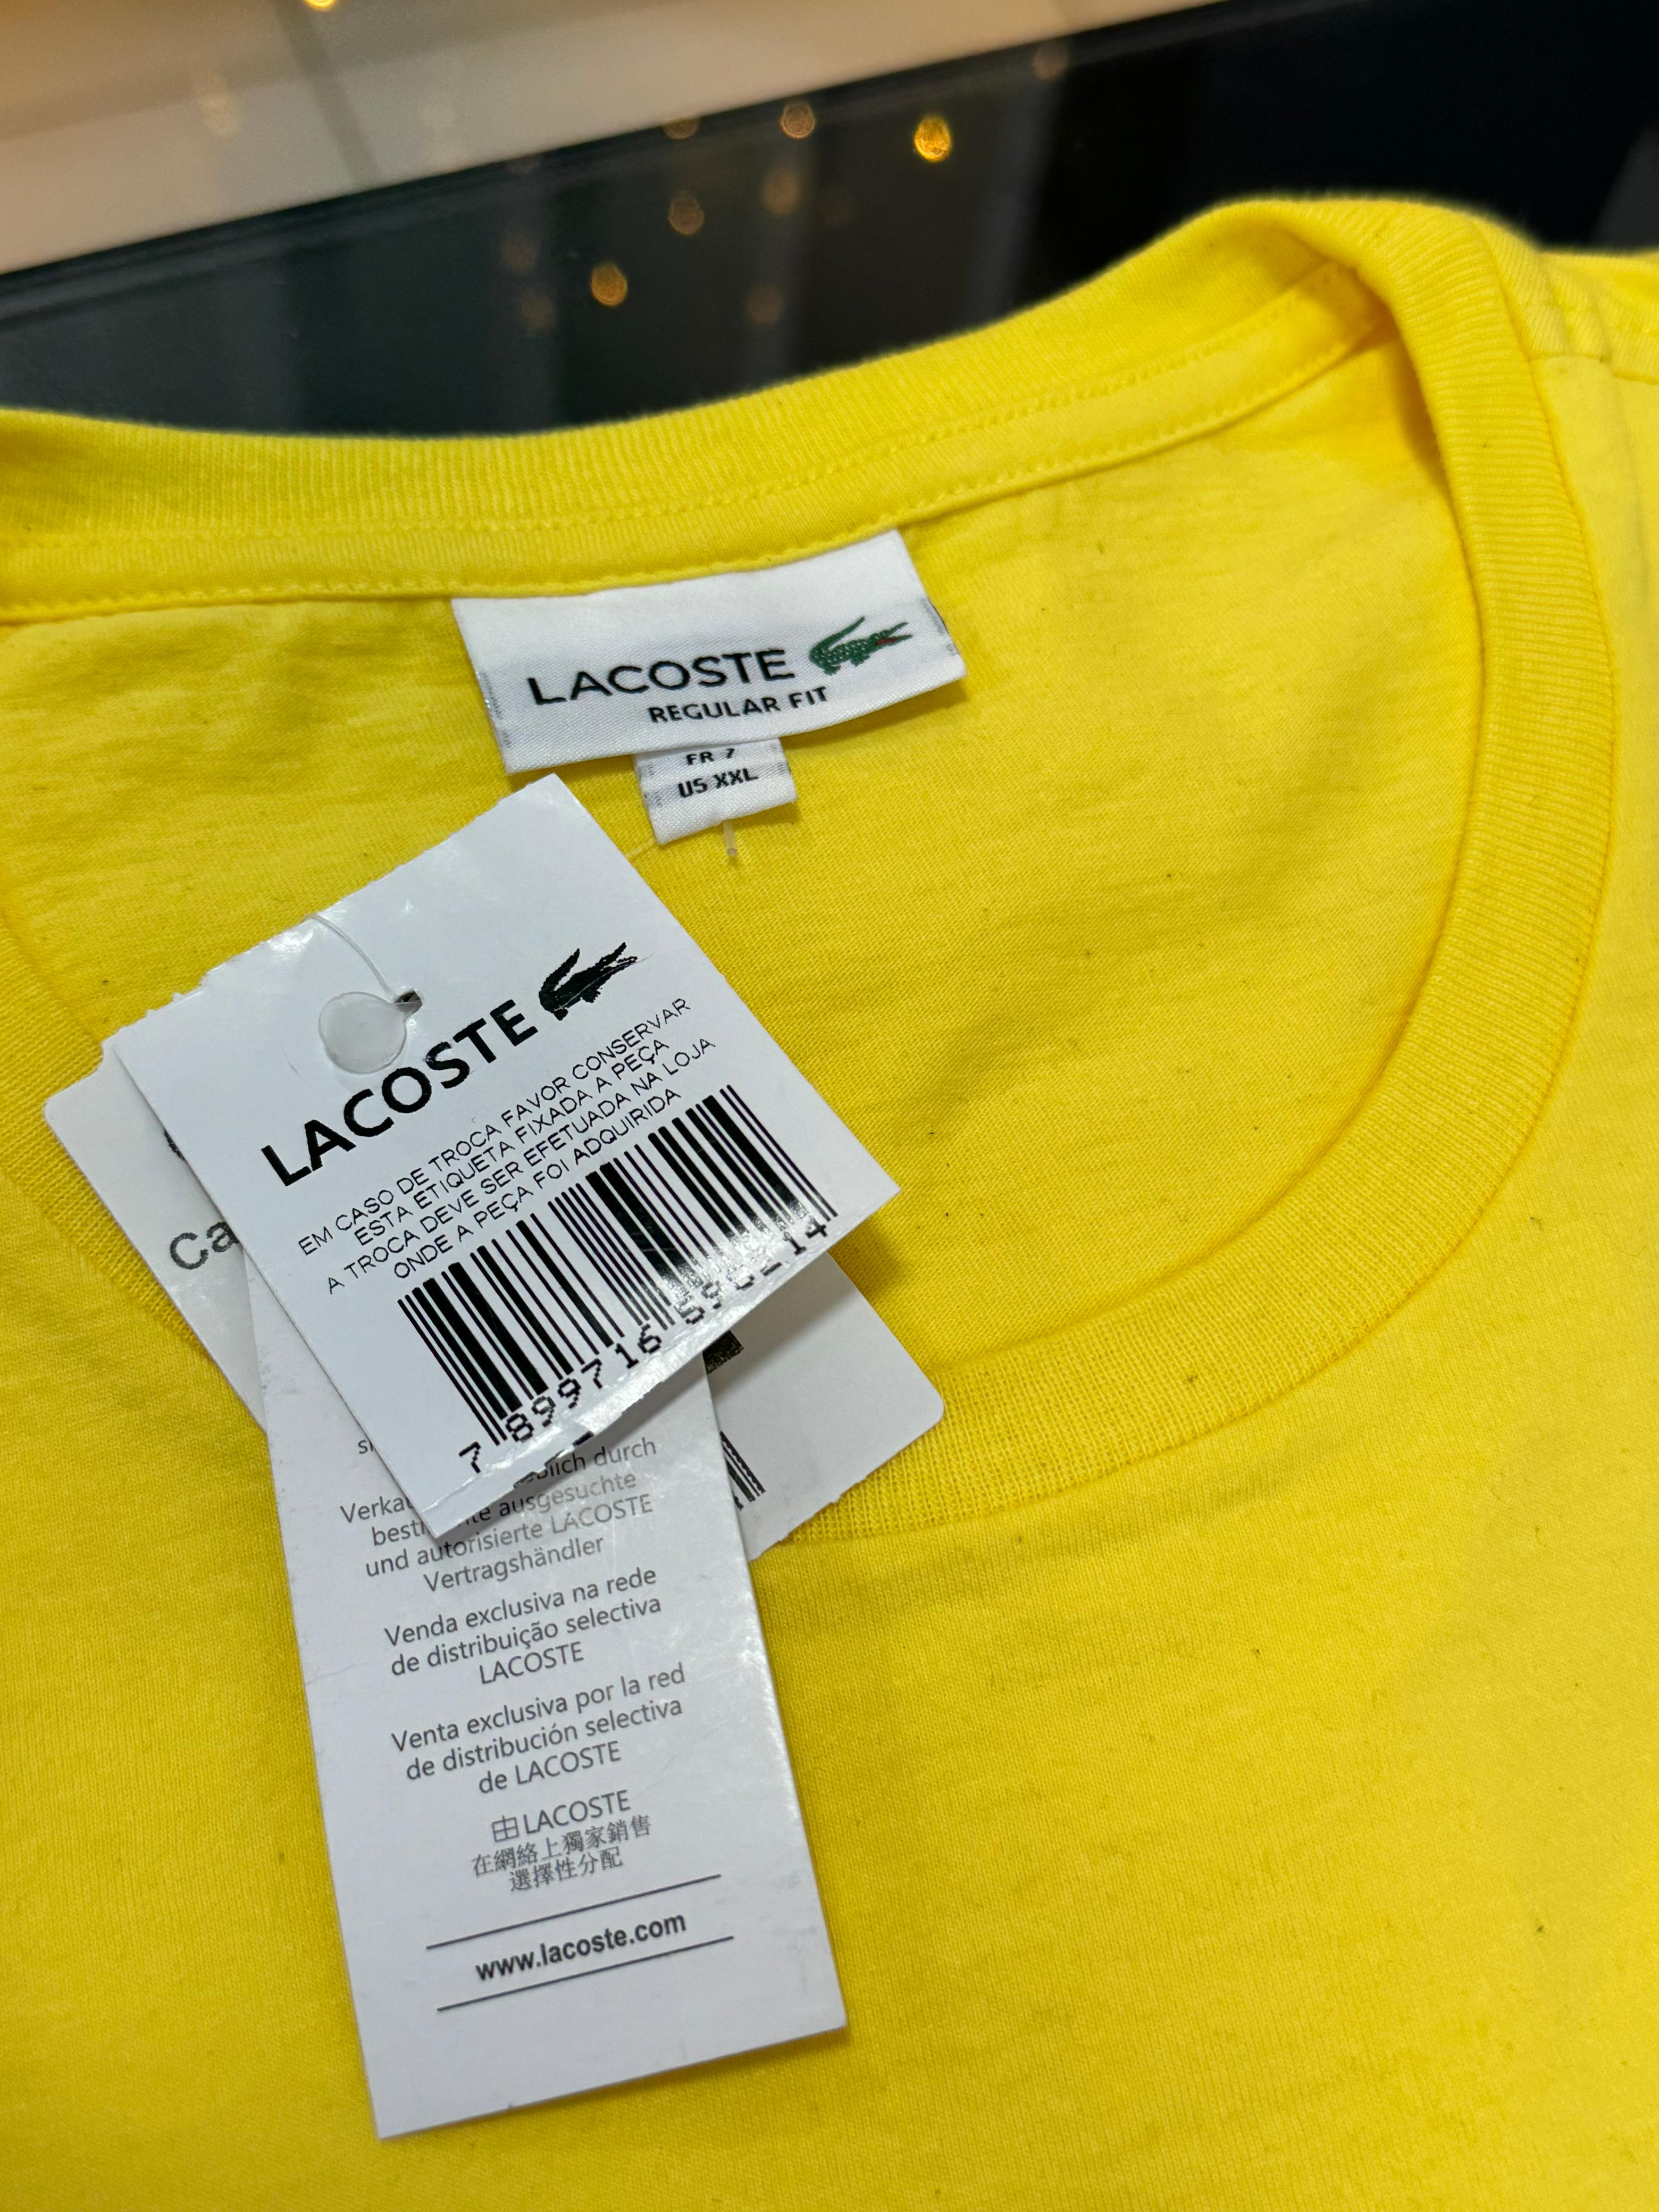 LACOSTE
REGULAR FIT
FR 7
US XXL
LACOSTE
EM CASO DE TROCA FAVOR CONSERVAR
ESTA ETIQUETA FIXADA A PEÇA
A TROCA DEVE SER EFETUADA NA LOJA
ONDE A PEÇA FOI ADQUIRIDA
7 899716
durch
ausgesuchte
und autorisierte LACOSTE
Vertragshändler
Venda exclusiva na rede
de distribuição selectiva
LACOSTE
Venta exclusiva por la red
de distribución selectiva
de LACOSTE
由LACOSTE
在網絡上獨家銷售
選擇性分配
www.lacoste.com